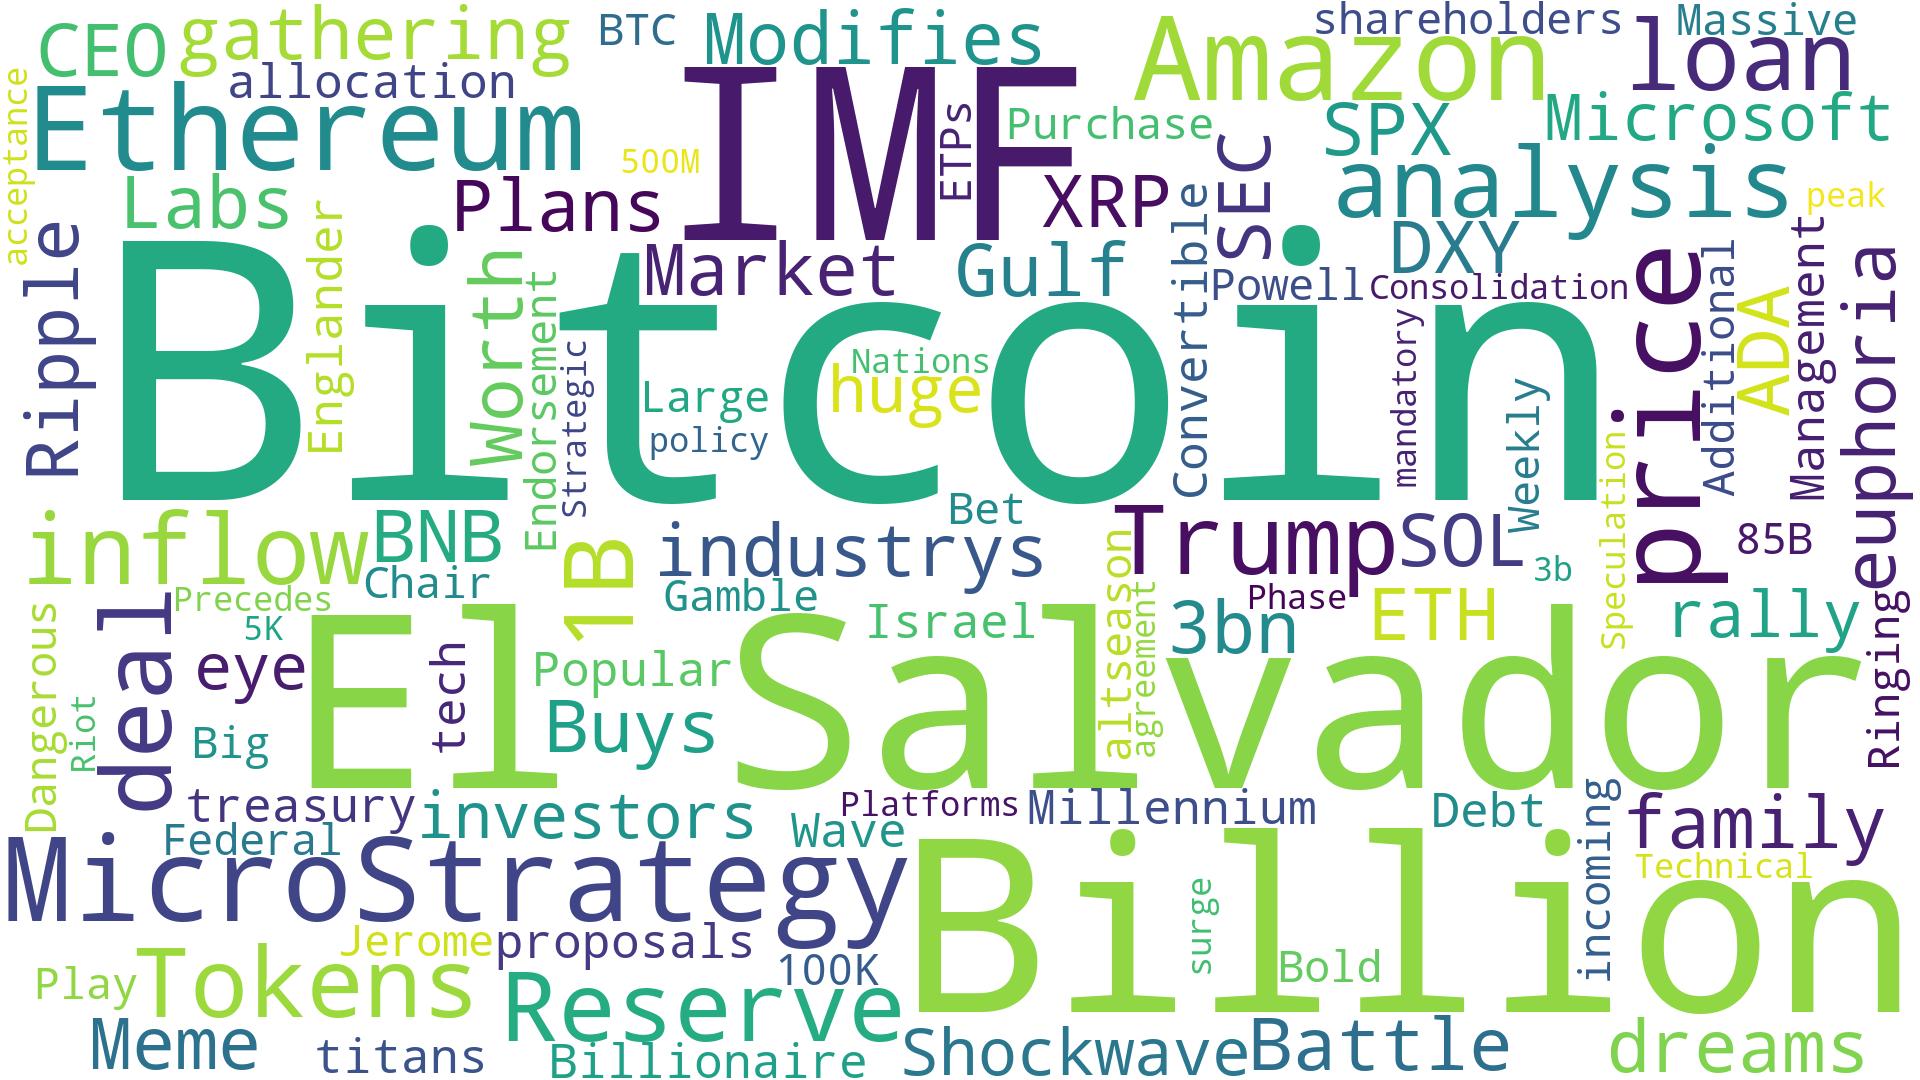 CEO
gathering
BTC
Modifies
shareholders
Massive
Amazon
loan
allocation
Ethereum
IMF
ETPs
Purchase
SPX
Microsoft
acceptance
500M
Labs
Plans
XRP
SEC
analysis
peak
Ripple
Englander
Worth
Endorsement
Market
Gulf
Convertible
Powell
DXY
Consolidation
price
Additional
ADA
Management
euphoria
Bitcoin
Strategic
Nations
Large
huge
policy
mandatory
Weekly
Speculation
85B
inflow
BNB
Chair
1B
industrys
Bet
Gamble
Trump
SOL
3b
Phase
Precedes
5K
Dangerous
Riot
deal
eye
El Salvador
tech
Popular
Israel
altseason
agreement
3bn
ETH
rally
Ringing
Big
Buys
treasury
Federal
investors
Wave
Platforms
Millennium
Debt
incoming
family
Technical
MicroStrategy
Billion
surge
Bold
Jerome
proposals
100K
Play
Tokens
Reserve
Meme
titans
Billionaire
Shockwave
Battle
dreams